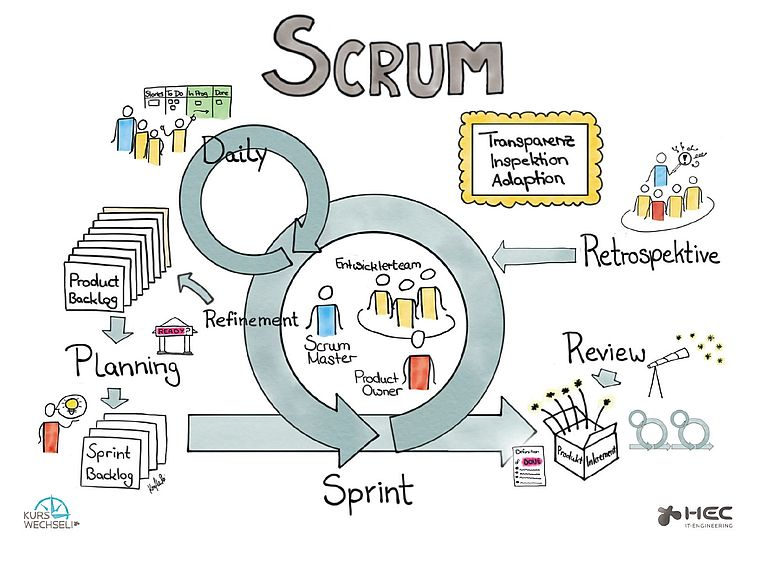 SCRUM
Stories To Do In Prog. Done
Daily
Transparenz
Inspektion
Adaption
Product
Backlog
Refinement
READY?
Planning
Sprint
Backlog
Entwicklerteam
Scrum
Master
Product
Owner
Retrospektive
Review
Definition
DONE
Produkt Inkrement
Sprint
KURS
WECHSEL!
HEC
IT-ENGINEERING